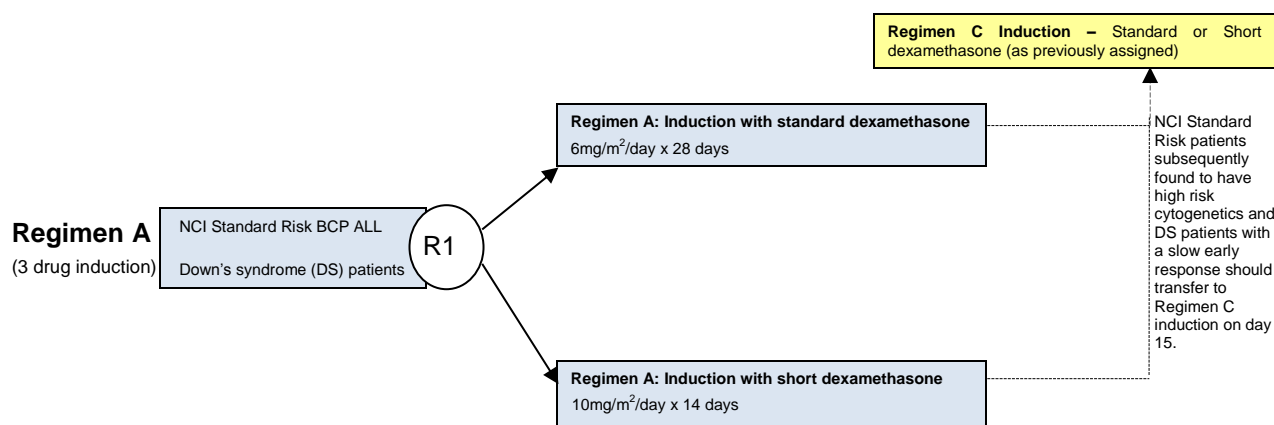 Regimen C Induction – Standard or Short
dexamethasone (as previously assigned)
Regimen A: Induction with standard dexamethasone
6mg/m²/day x 28 days
NCI Standard
Risk patients
subsequently
found to have
high risk
cytogenetics and
DS patients with
a slow early
response should
transfer to
Regimen C
induction on day
15.
Regimen A
(3 drug induction)
NCI Standard Risk BCP ALL
Down's syndrome (DS) patients
R1
Regimen A: Induction with short dexamethasone
10mg/m²/day x 14 days